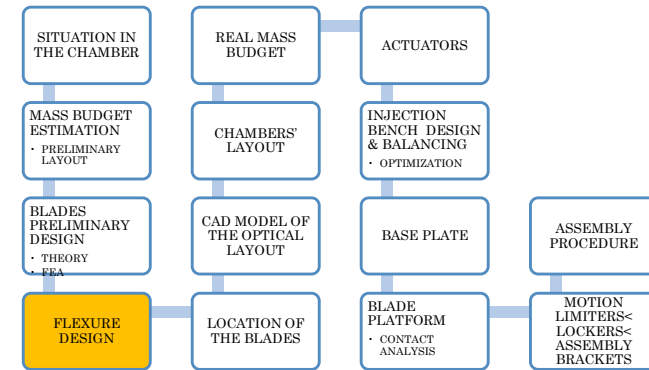 SITUATION IN
THE CHAMBER
MASS BUDGET
ESTIMATION
• PRELIMINARY
LAYOUT
BLADES
PRELIMINARY
DESIGN
• THEORY
• FEA
FLEXURE
DESIGN
LOCATION OF
THE BLADES
CAD MODEL OF
THE OPTICAL
LAYOUT
CHAMBERS'
LAYOUT
REAL MASS
BUDGET
ACTUATORS
INJECTION
BENCH DESIGN
& BALANCING
• OPTIMIZATION
BASE PLATE
BLADE
PLATFORM
• CONTACT
ANALYSIS
MOTION
LIMITERS<
LOCKERS<
ASSEMBLY
BRACKETS
ASSEMBLY
PROCEDURE